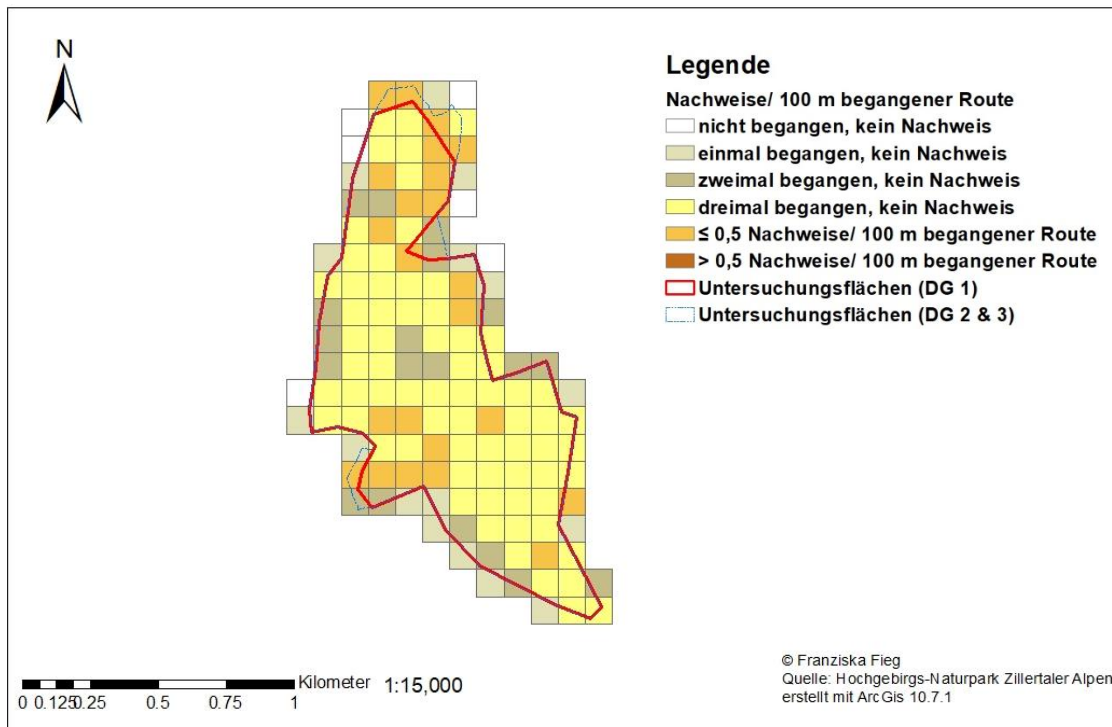 N
Legende
Nachweise/ 100 m begangener Route
nicht begangen, kein Nachweis
einmal begangen, kein Nachweis
zweimal begangen, kein Nachweis
dreimal begangen, kein Nachweis
≤ 0,5 Nachweise/ 100 m begangener Route
> 0,5 Nachweise/ 100 m begangener Route
Untersuchungsflächen (DG 1)
Untersuchungsflächen (DG 2 & 3)
Kilometer 1:15,000
0 0.125 0.25 0.5 0.75 1
© Franziska Fieg
Quelle: Hochgebirgs-Naturpark Zillertaler Alpen
erstellt mit ArcGis 10.7.1